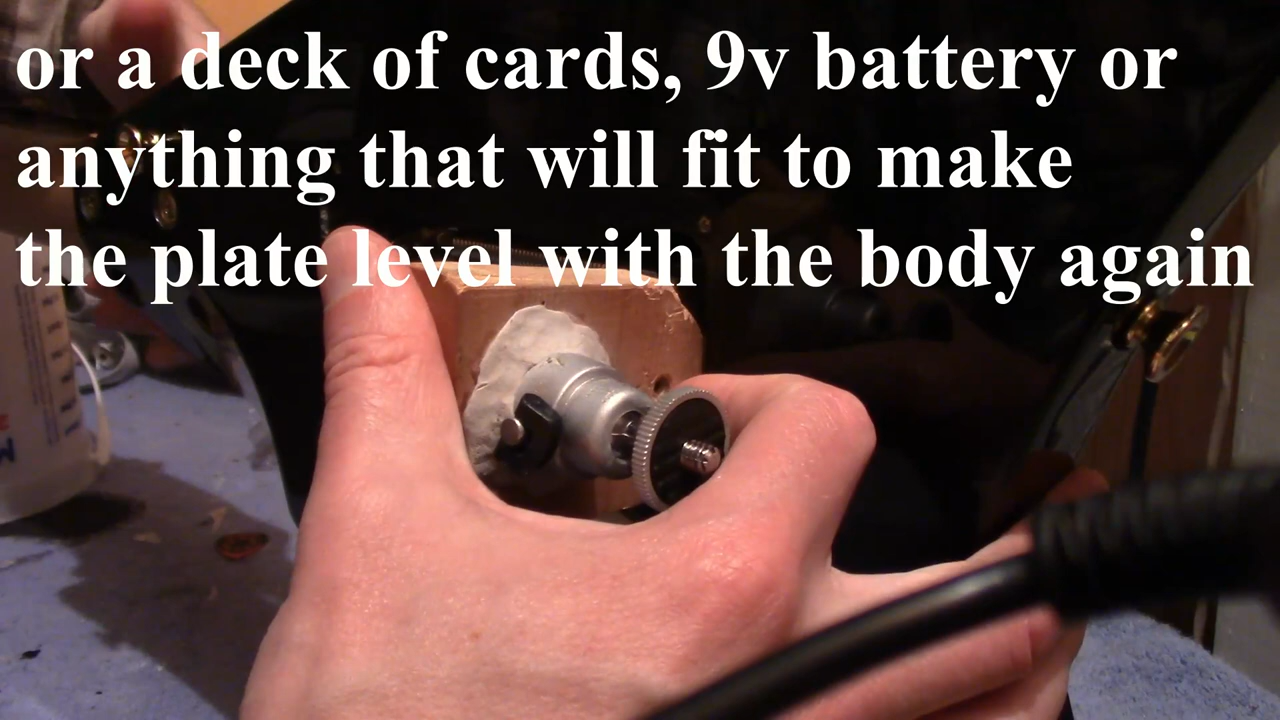 or a deck of cards, 9v battery or
anything that will fit to make
the plate level with the body again